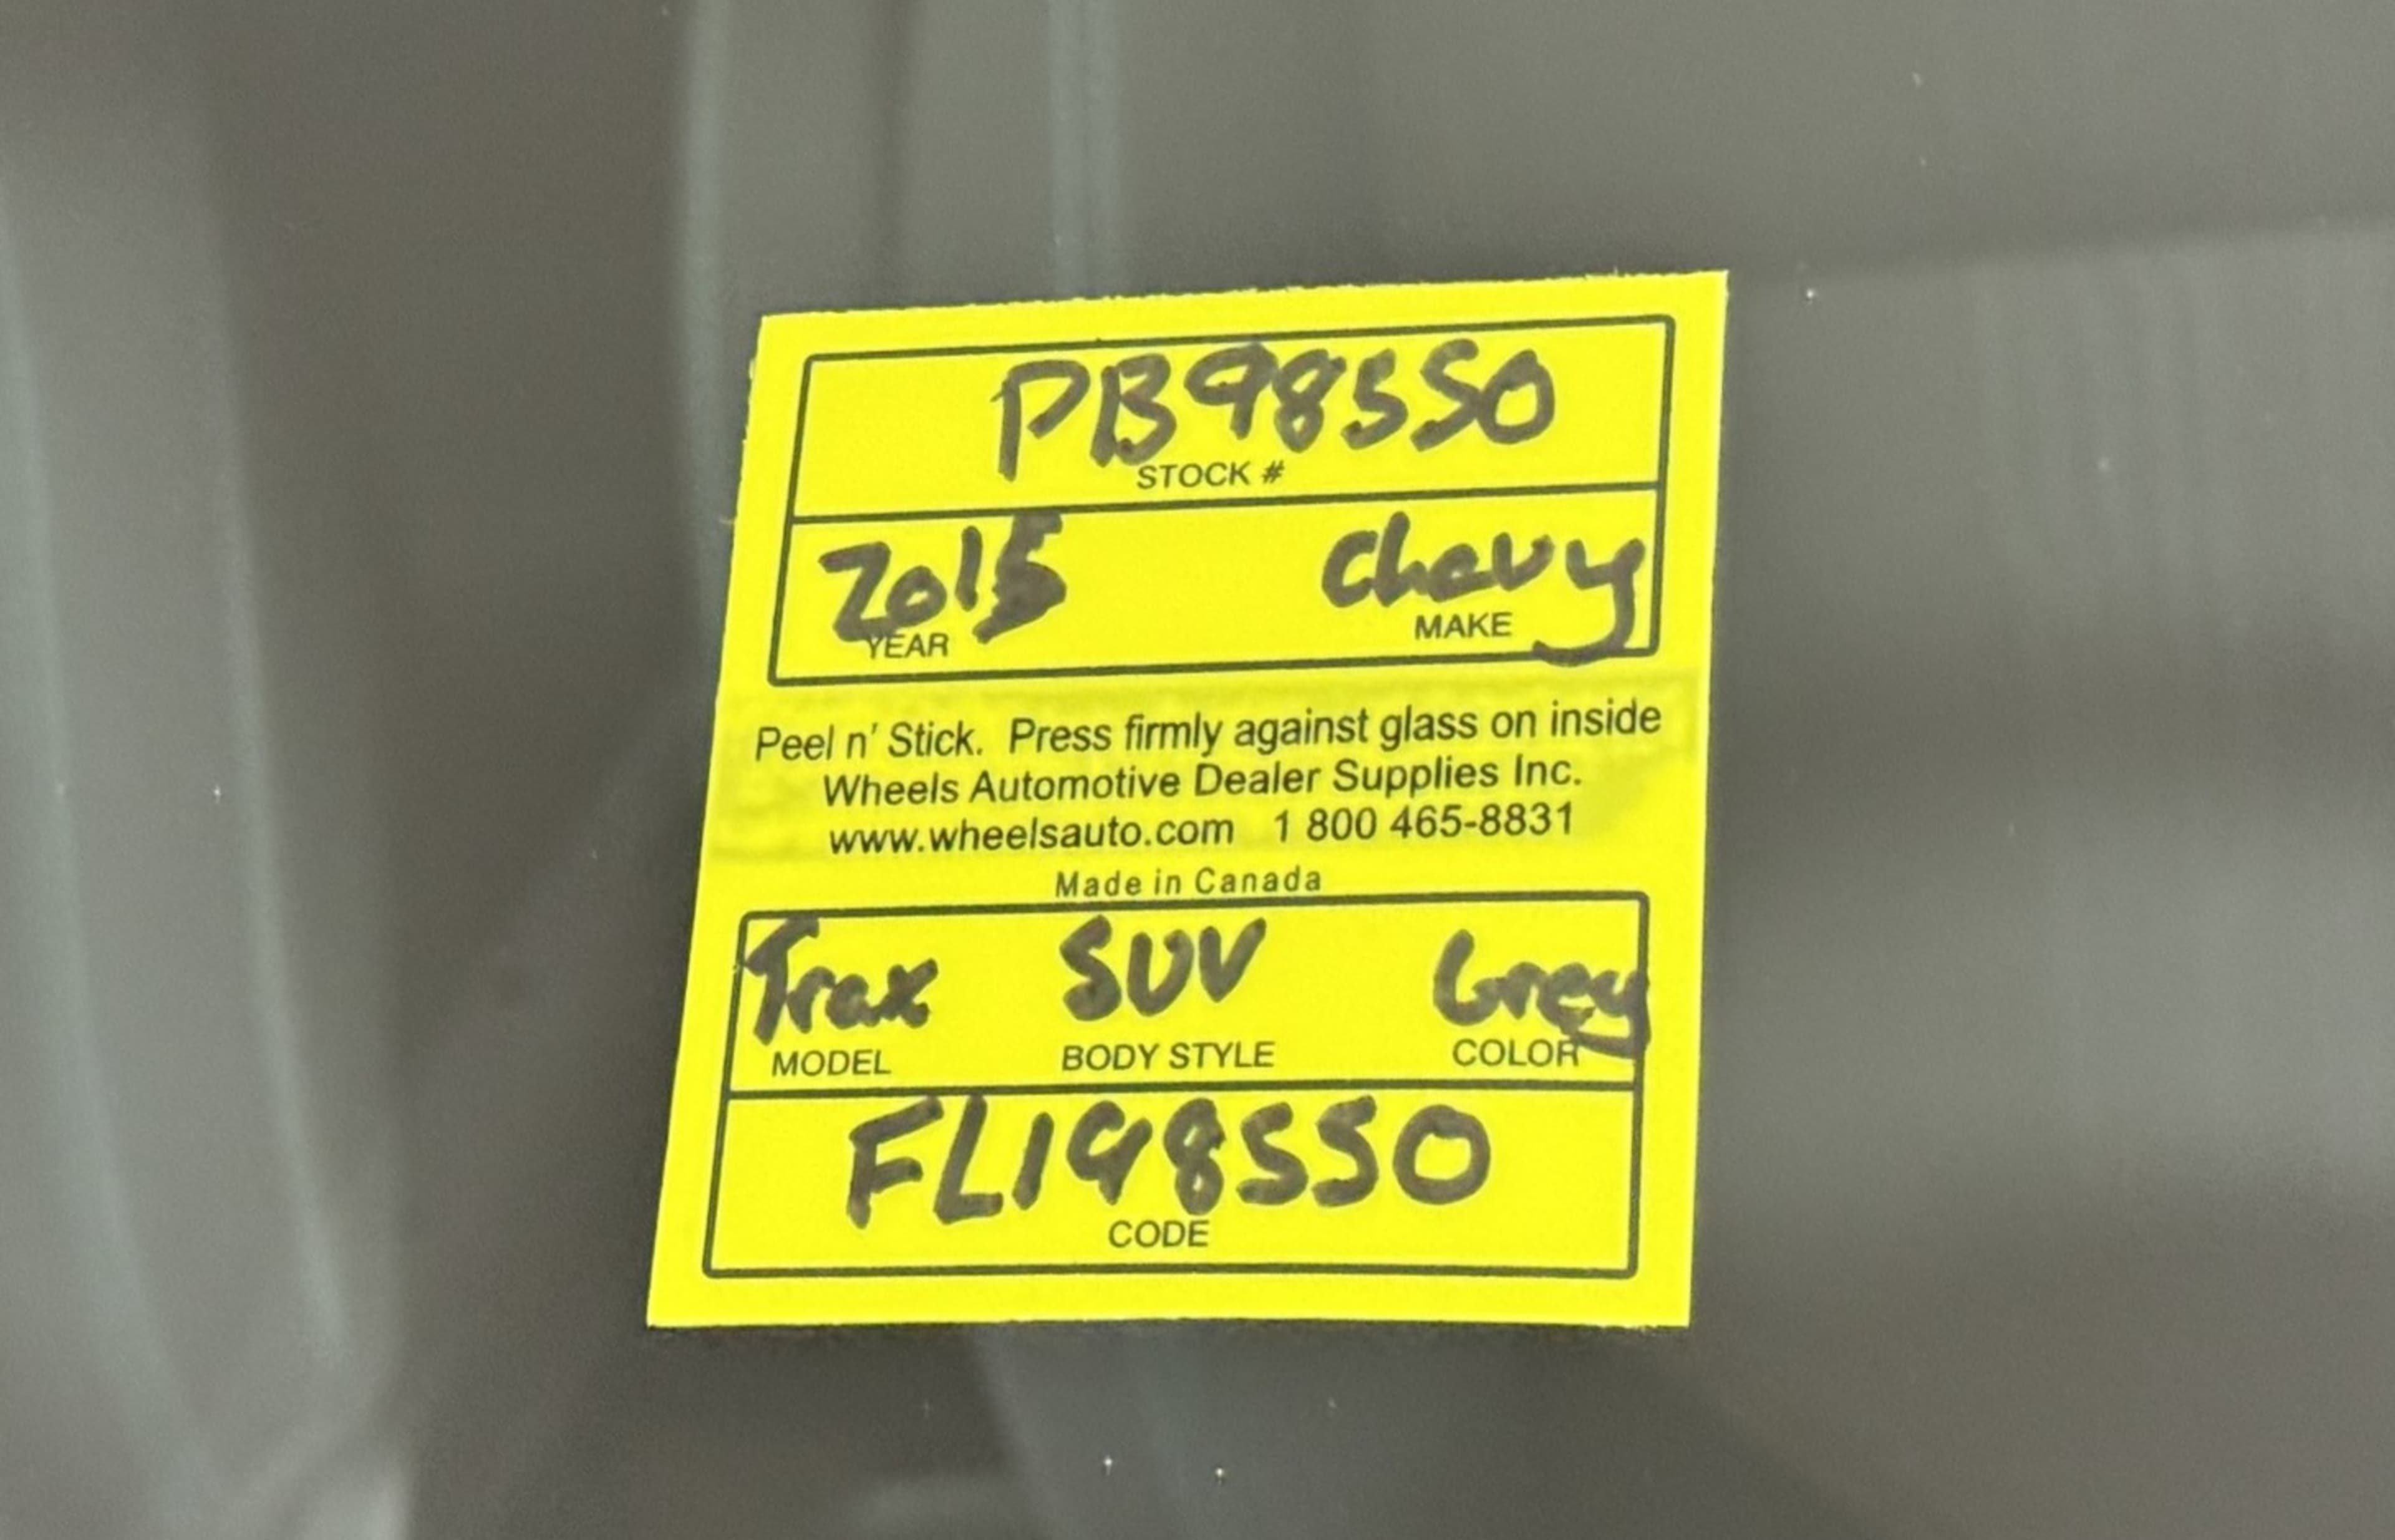 PB98550
STOCK #
2015 Chevy
YEAR MAKE
Peel n' Stick. Press firmly against glass on inside
Wheels Automotive Dealer Supplies Inc.
www.wheelsauto.com 1 800 465-8831
Made in Canada
Trax SUV Grey
MODEL BODY STYLE COLOR
FL198550
CODE